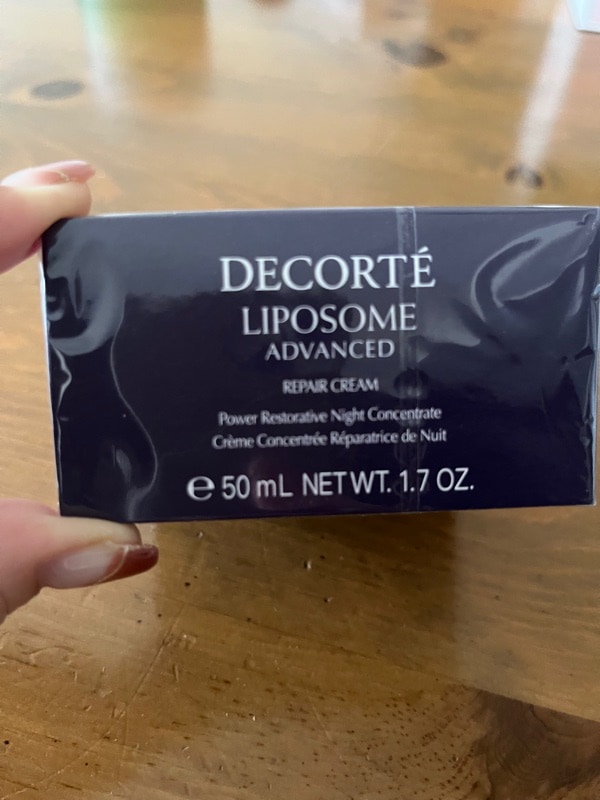 DECORTÉ
LIPOSOME
ADVANCED
REPAIR CREAM
Power Restorative Night Concentrate
Crème Concentrée Réparatrice de Nuit
℮ 50 mL NET WT. 1.7 OZ.